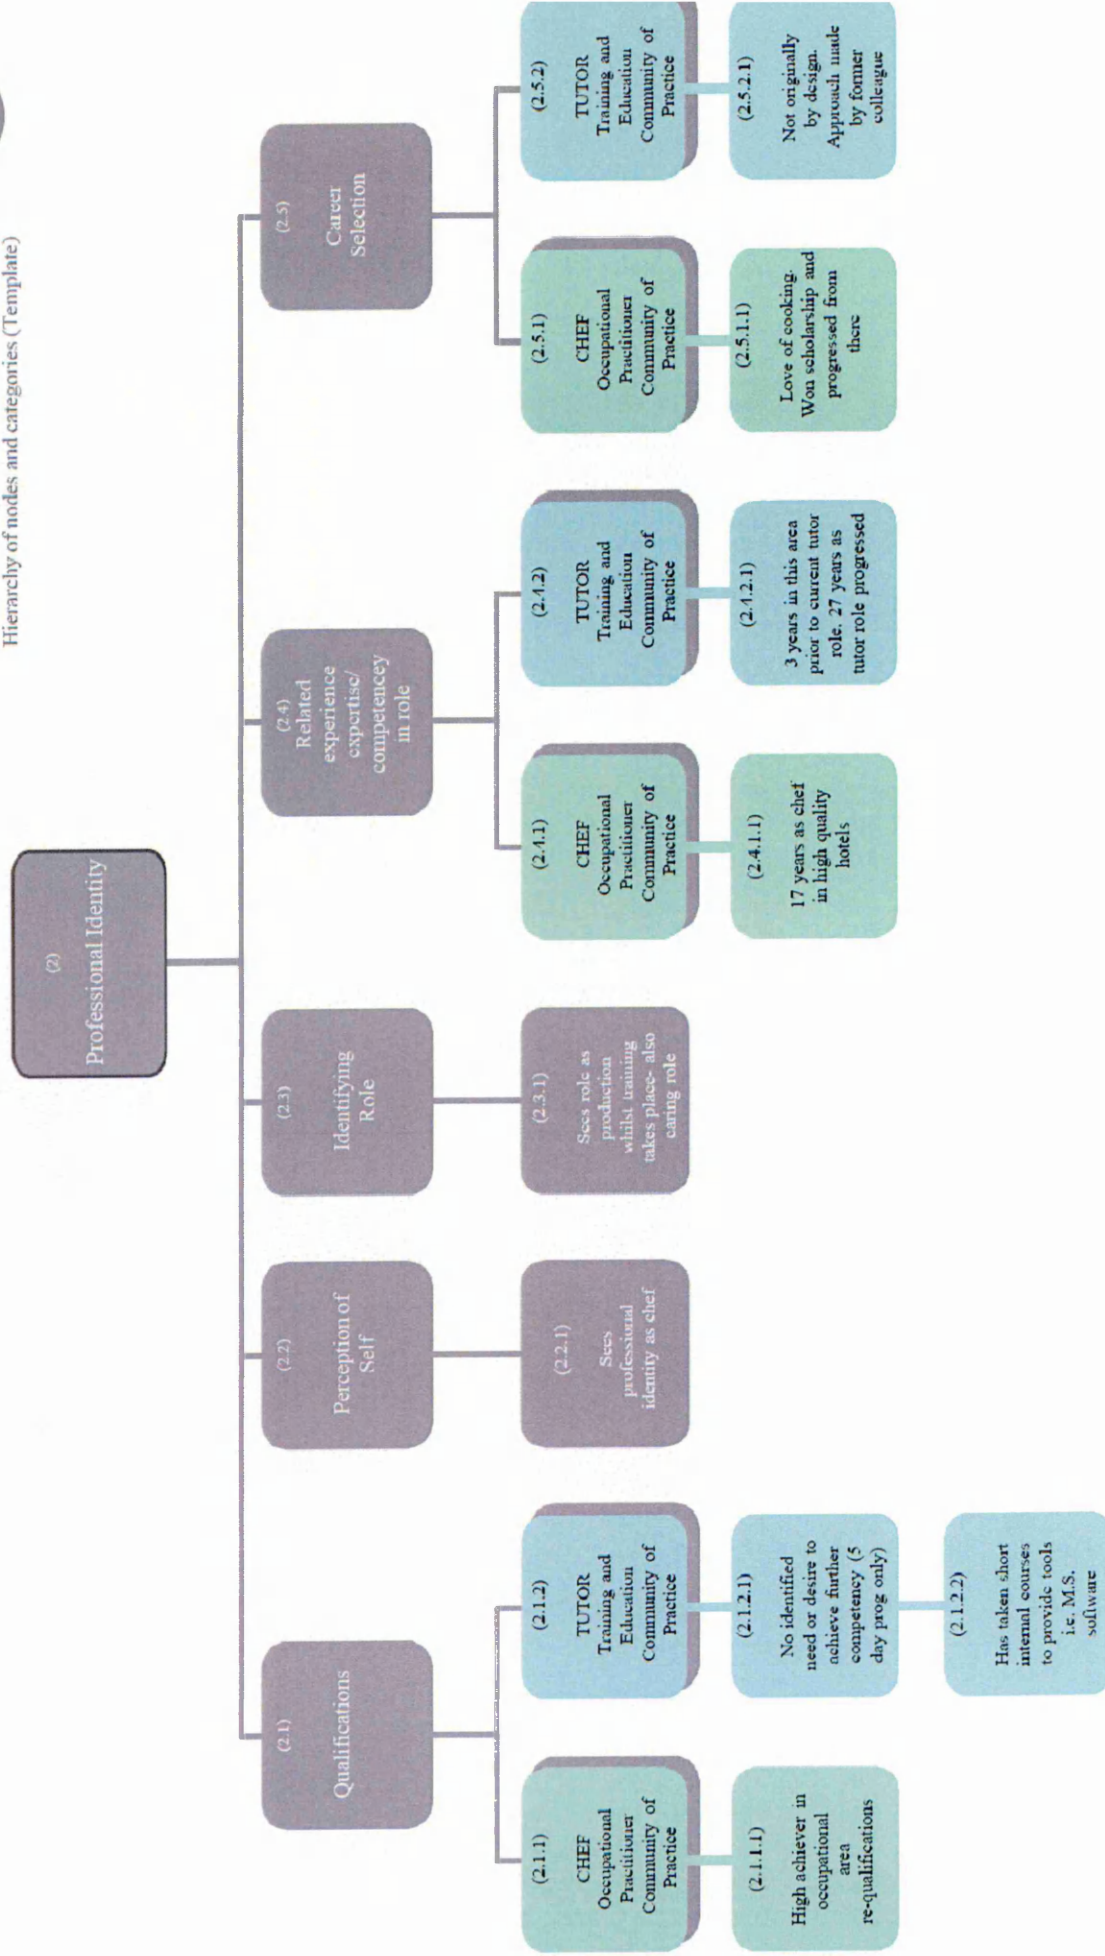 Hierarchy of nodes and categories (Template)
(2)
Professional Identity
(2.1)
Qualifications
(2.2)
Perception of
Self
(2.3)
Identifying
Role
(2.4)
Related
experience
expertise/
competencey
in role
(2.5)
Career
Selection
(2.1.1)
CHEF
Occupational
Practitioner
Community of
Practice
(2.1.2)
TUTOR
Training and
Education
Community of
Practice
(2.2.1)
Sees
professional
identity as chef
(2.3.1)
Sees role as
production
whilst training
takes place- also
caring role
(2.4.1)
CHEF
Occupational
Practitioner
Community of
Practice
(2.4.2)
TUTOR
Training and
Education
Community of
Practice
(2.5.1)
CHEF
Occupational
Practitioner
Community of
Practice
(2.5.2)
TUTOR
Training and
Education
Community of
Practice
(2.1.1.1)
High achiever in
occupational
area
re-qualifications
(2.1.2.1)
No identified
need or desire to
achieve further
competency (5
day prog only)
(2.4.1.1)
17 years as chef
in high quality
hotels
(2.4.2.1)
3 years in this area
prior to current tutor
role. 27 years as
tutor role progressed
(2.5.1.1)
Love of cooking.
Won scholarship and
progressed from
there
(2.5.2.1)
Not originally
by design.
Approach made
by former
colleague
(2.1.2.2)
Has taken short
internal courses
to provide tools
i.e. M.S.
software